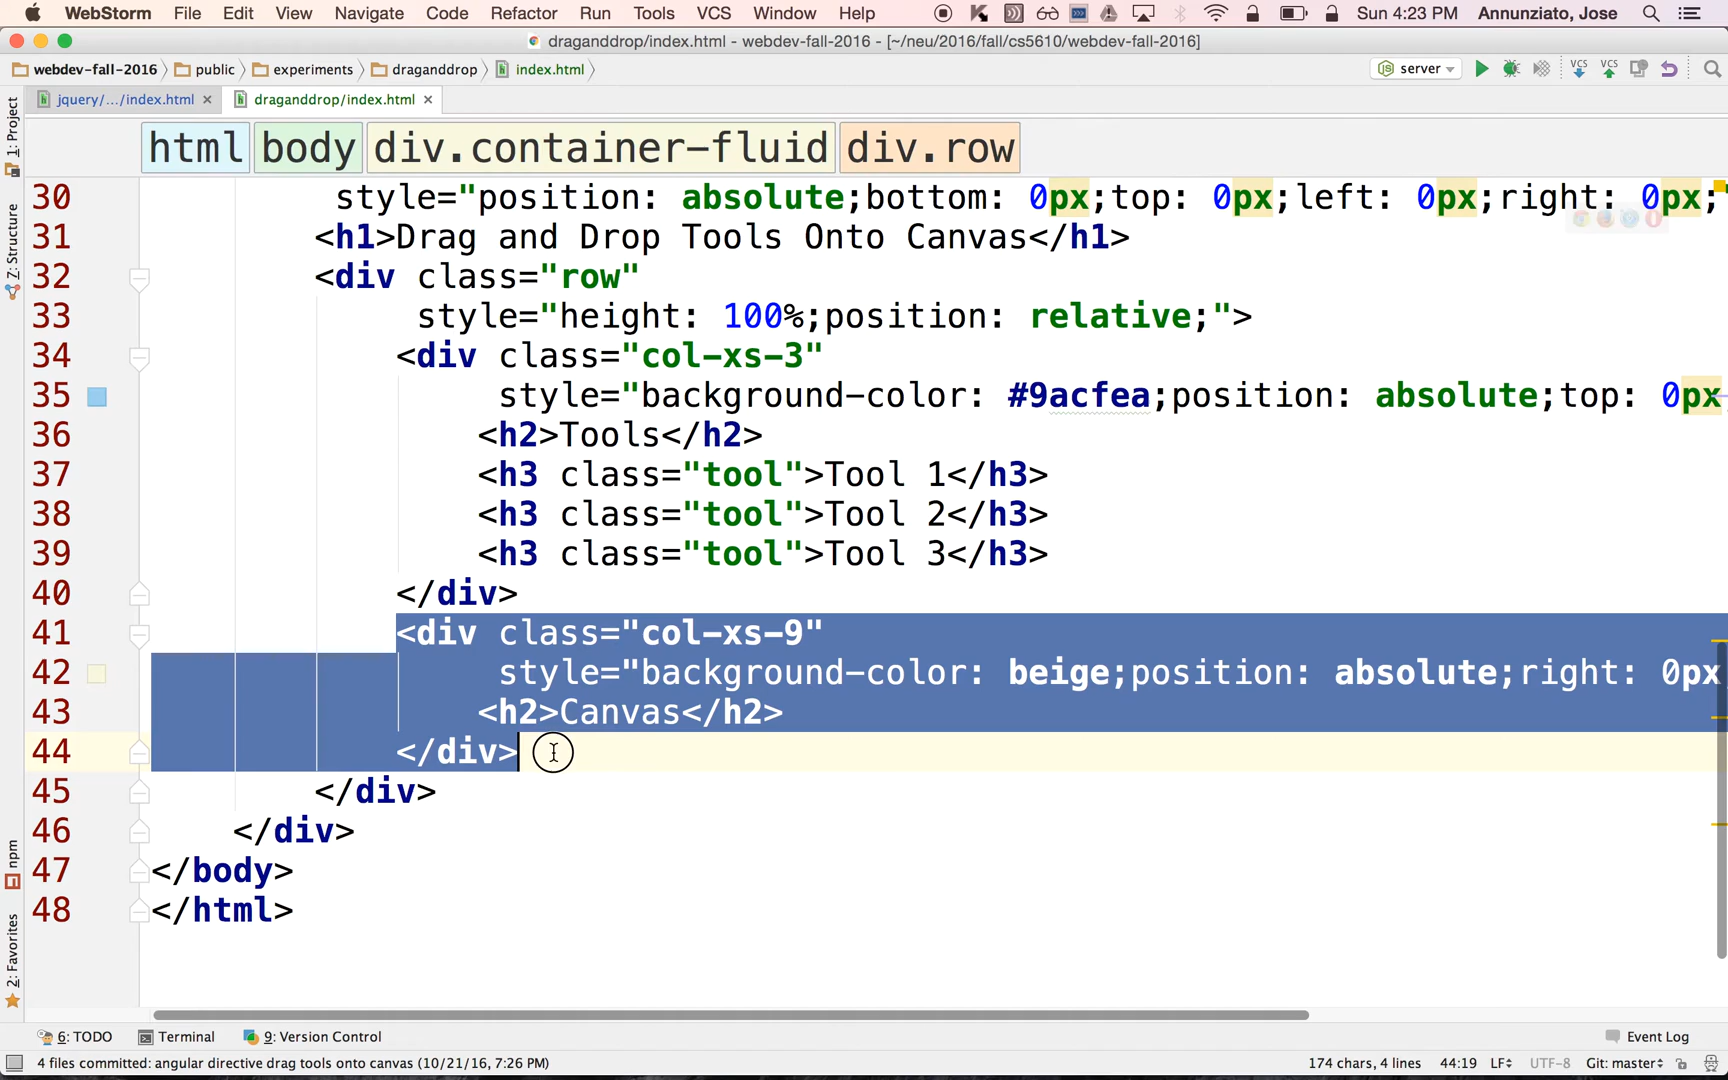 WebStorm File Edit View Navigate Code Refactor Run Tools VCS Window Help Sun 4:23 PM Annunziato, Jose
draganddrop/index.html - webdev-fall-2016 - [~/neu/2016/fall/cs5610/webdev-fall-2016]
webdev-fall-2016 public experiments draganddrop index.html server VCS VCS
jquery/.../index.html draganddrop/index.html
1: Project
Z: Structure
npm
2: Favorites
html body div.container-fluid div.row
30 style="position: absolute;bottom: 0px;top: 0px;left: 0px;right: 0px;
31 <h1>Drag and Drop Tools Onto Canvas</h1>
32 <div class="row"
33 style="height: 100%;position: relative;">
34 <div class="col-xs-3"
35 style="background-color: #9acfea;position: absolute;top: 0px
36 <h2>Tools</h2>
37 <h3 class="tool">Tool 1</h3>
38 <h3 class="tool">Tool 2</h3>
39 <h3 class="tool">Tool 3</h3>
40 </div>
41 <div class="col-xs-9"
42 style="background-color: beige;position: absolute;right: 0px
43 <h2>Canvas</h2>
44 </div>
45 </div>
46 </div>
47 </body>
48 </html>
6: TODO Terminal 9: Version Control Event Log
4 files committed: angular directive drag tools onto canvas (10/21/16, 7:26 PM) 174 chars, 4 lines 44:19 LF UTF-8 Git: master